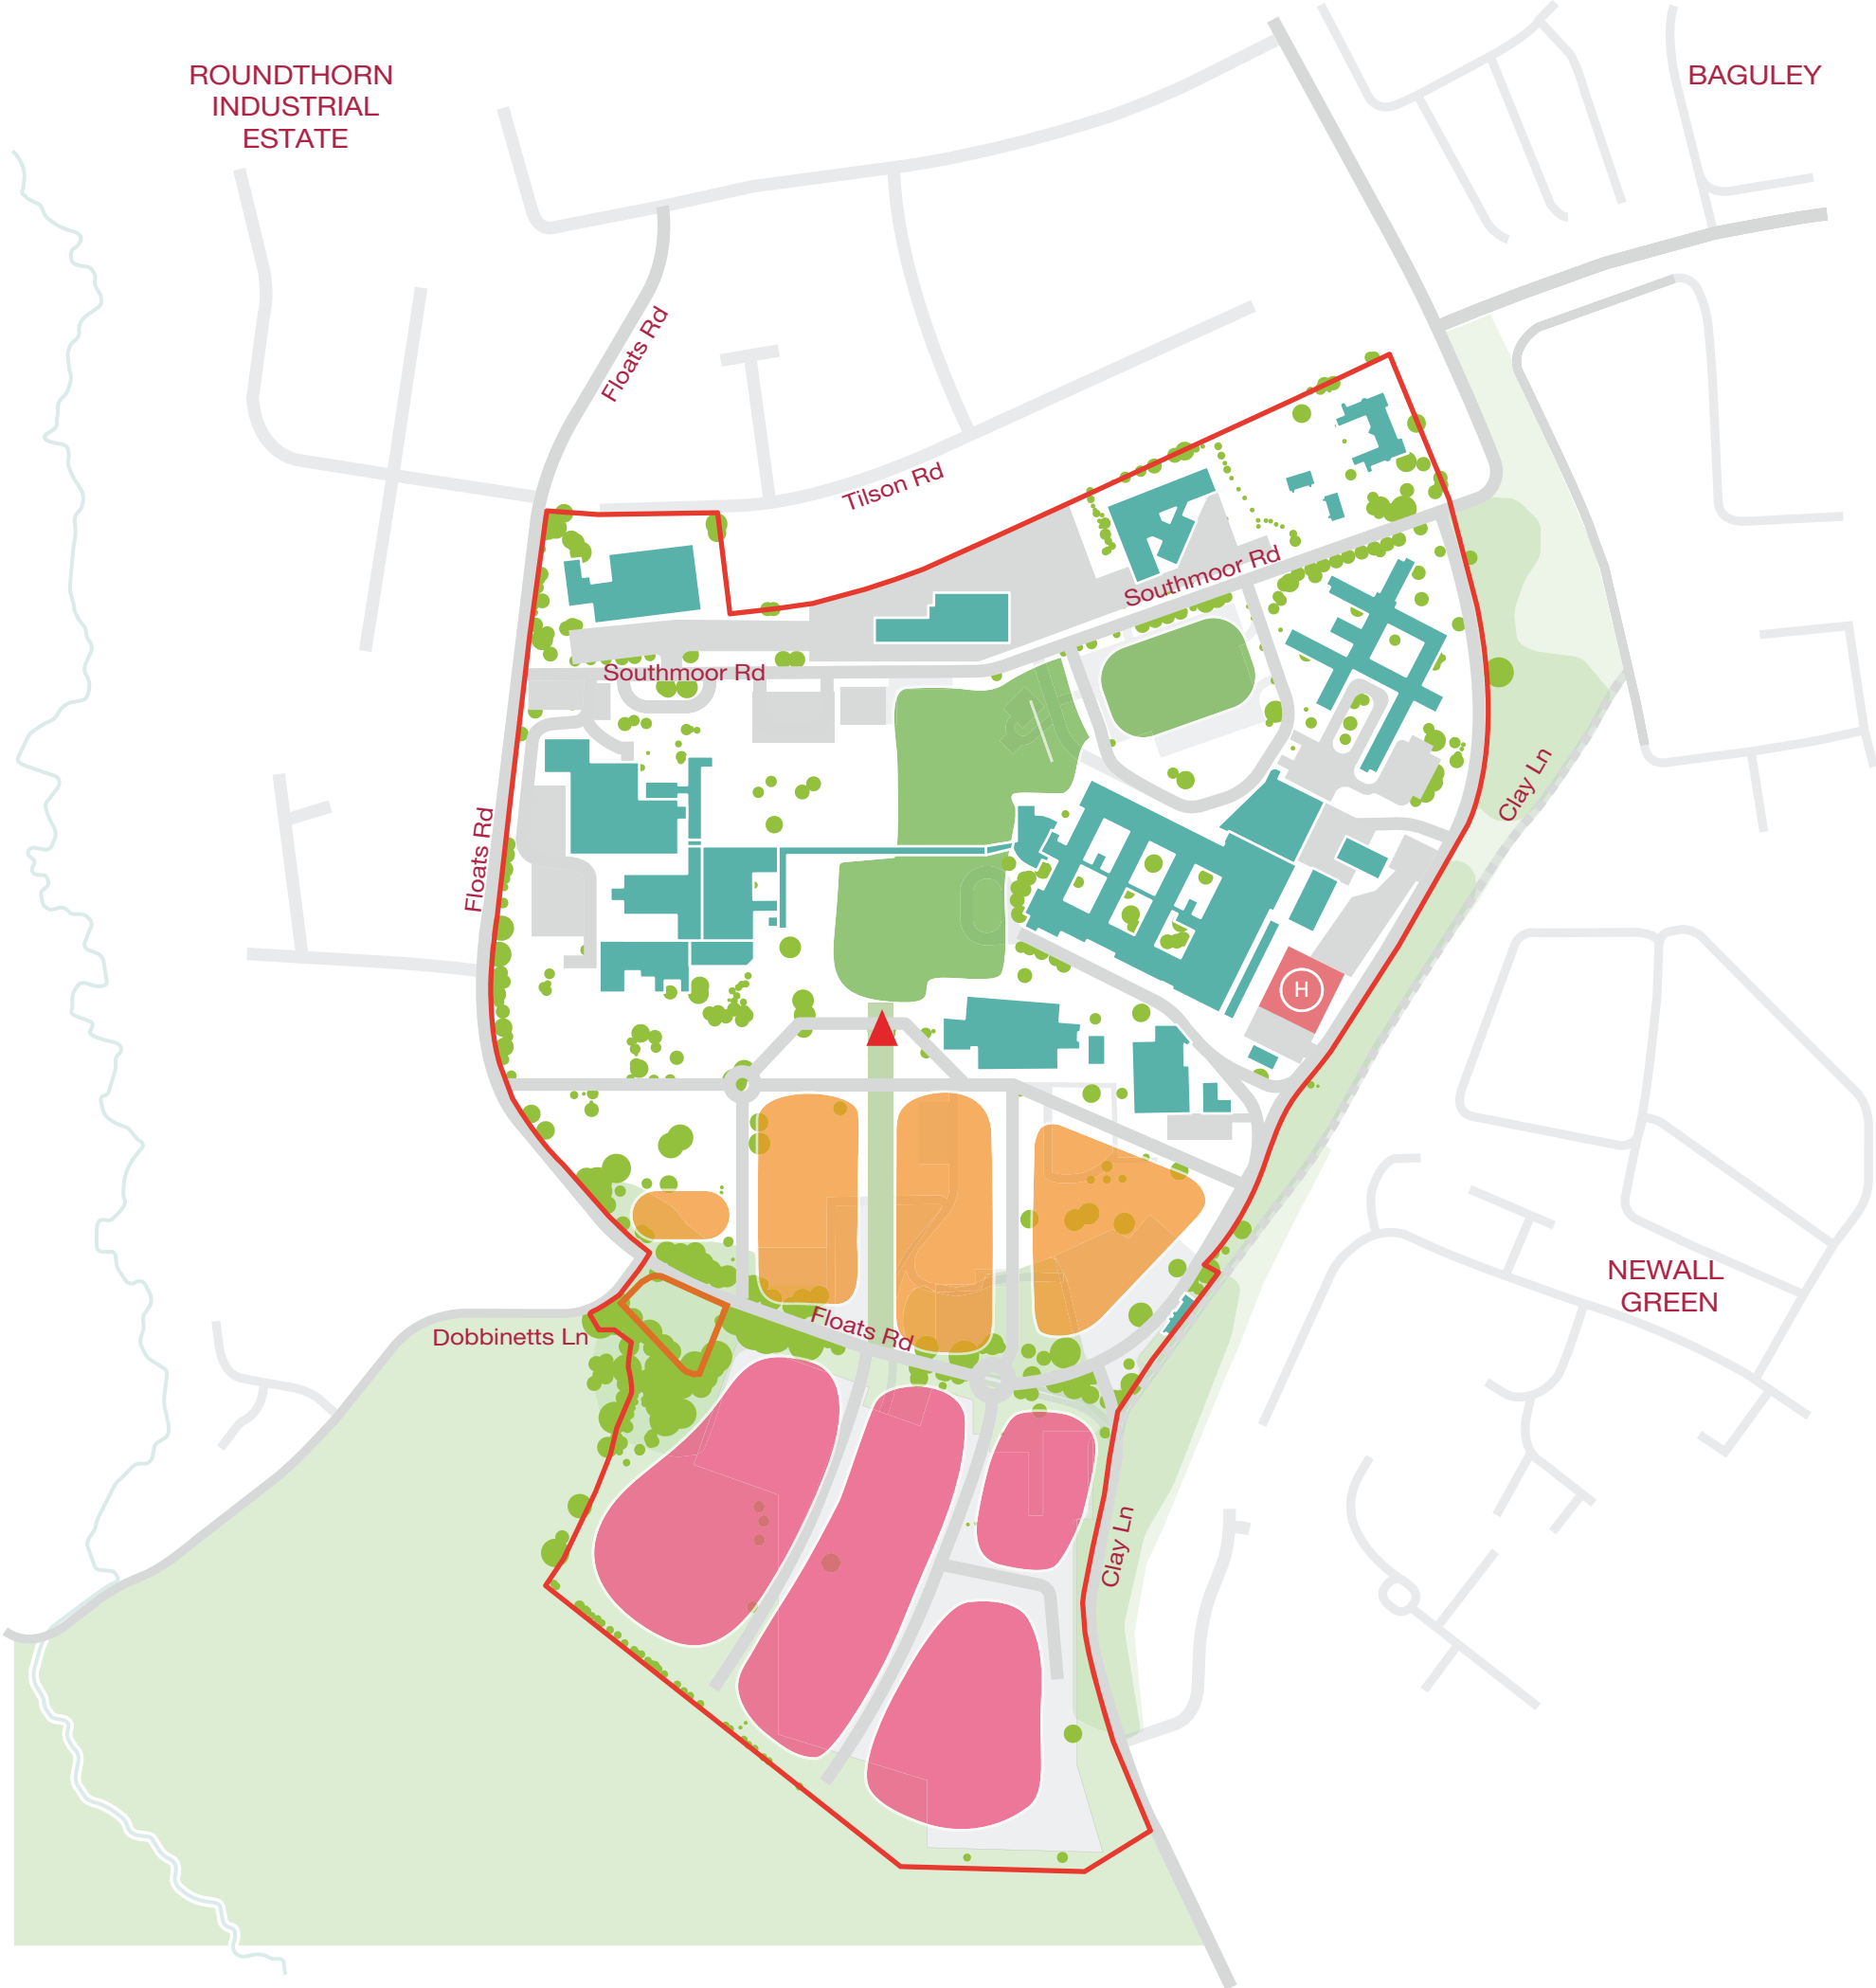 ROUNDTHORN
INDUSTRIAL
ESTATE
BAGULEY
Floats Rd
Tilson Rd
Southmoor Rd
Southmoor Rd
Clay Ln
Floats Rd
H
NEWALL
GREEN
Floats Rd
Dobbinetts Ln
Clay Ln